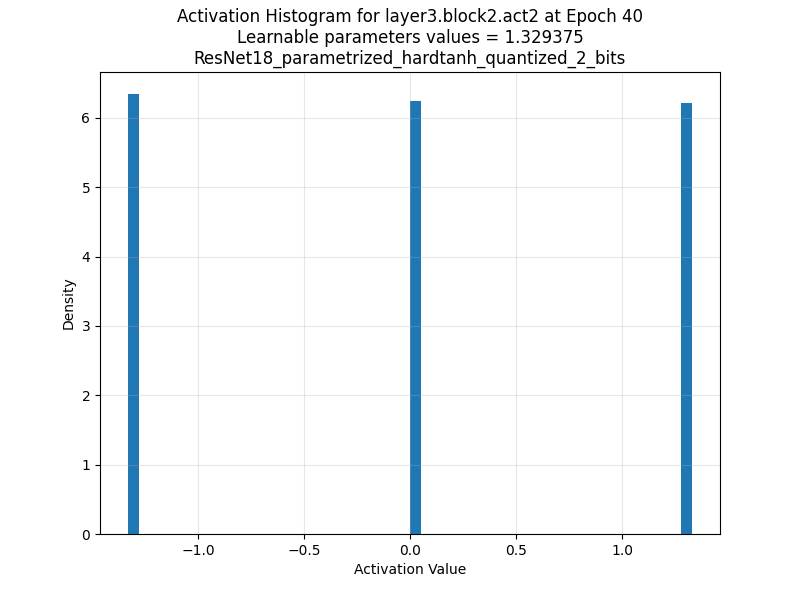 Activation Histogram for layer3.block2.act2 at Epoch 40
Learnable parameters values = 1.329375
ResNet18_parametrized_hardtanh_quantized_2_bits
6
5
4
3
2
1
0
Density
−1.0 −0.5 0.0 0.5 1.0
Activation Value